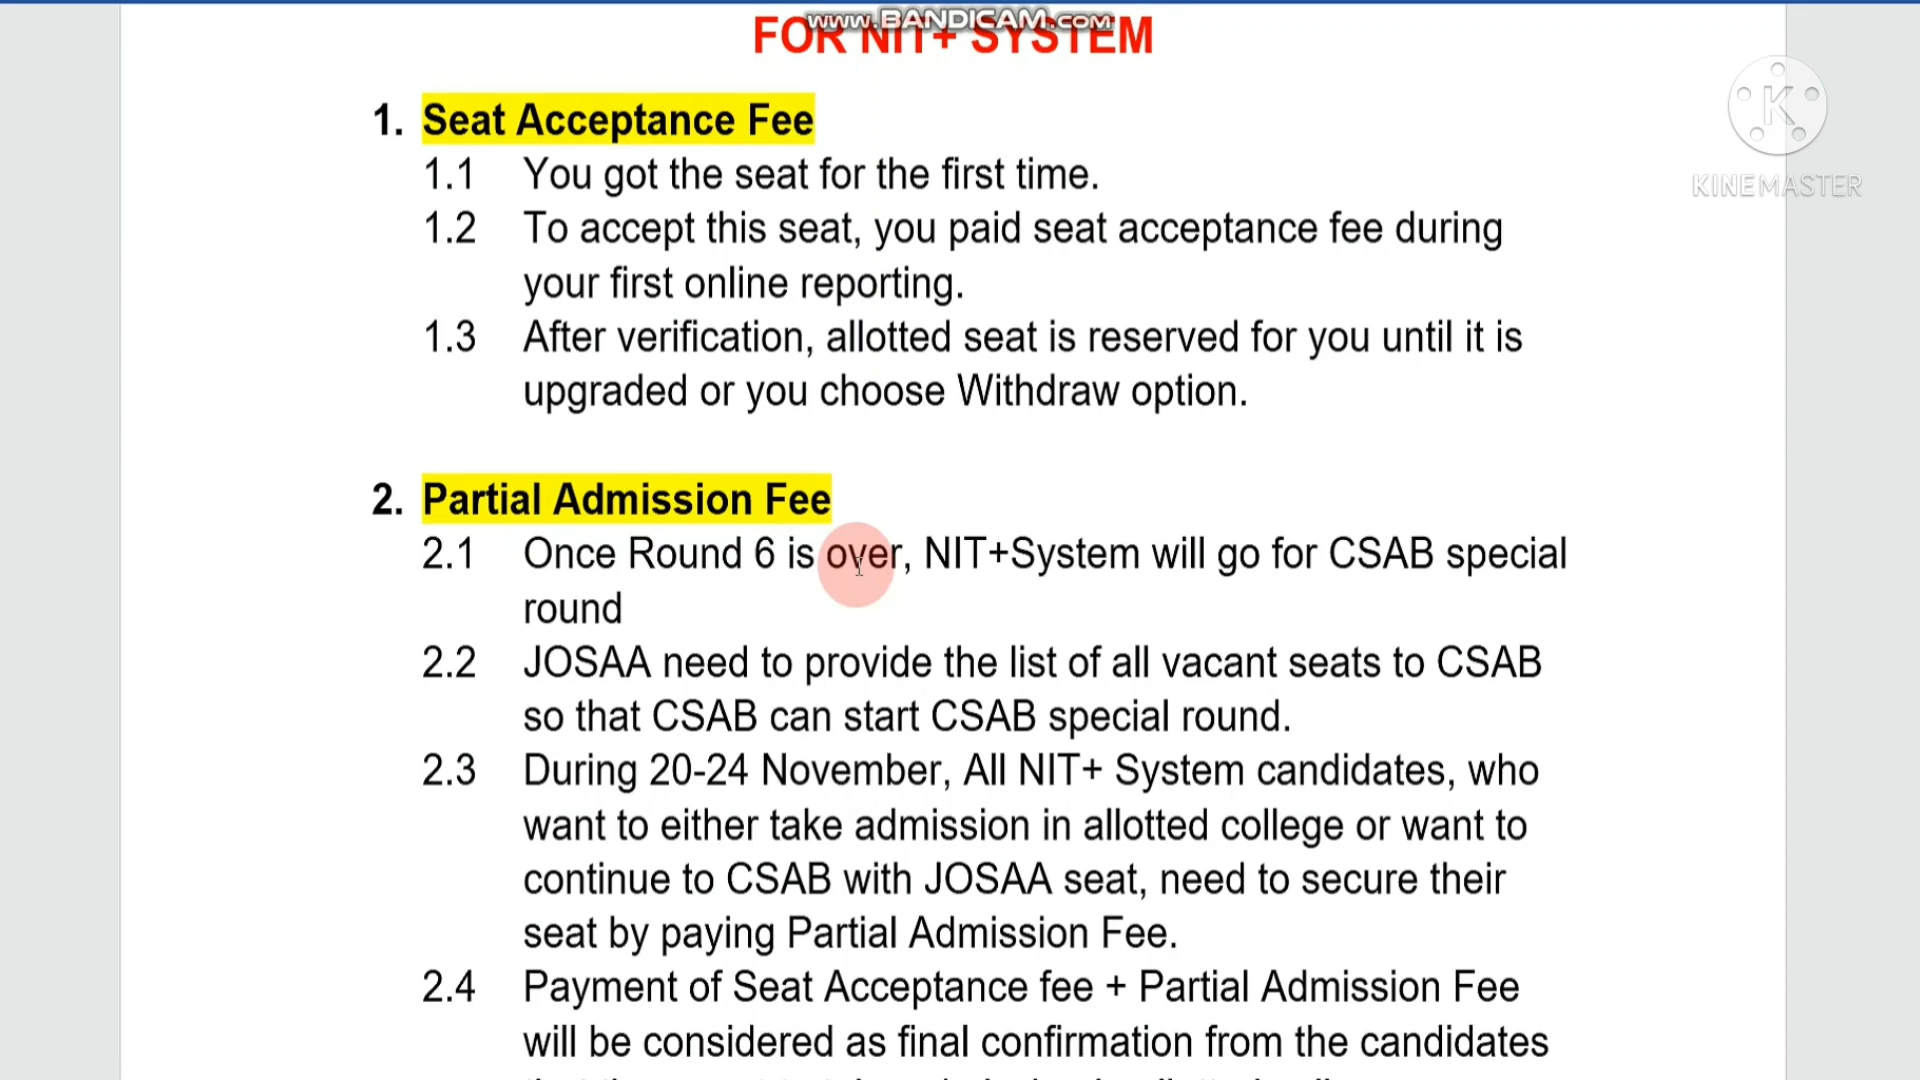 www.BANDICAM.com
FOR NIT+ SYSTEM
K
KINEMASTER
1. Seat Acceptance Fee
1.1 You got the seat for the first time.
1.2 To accept this seat, you paid seat acceptance fee during
your first online reporting.
1.3 After verification, allotted seat is reserved for you until it is
upgraded or you choose Withdraw option.
2. Partial Admission Fee
2.1 Once Round 6 is over, NIT+System will go for CSAB special
round
2.2 JOSAA need to provide the list of all vacant seats to CSAB
so that CSAB can start CSAB special round.
2.3 During 20-24 November, All NIT+ System candidates, who
want to either take admission in allotted college or want to
continue to CSAB with JOSAA seat, need to secure their
seat by paying Partial Admission Fee.
2.4 Payment of Seat Acceptance fee + Partial Admission Fee
will be considered as final confirmation from the candidates